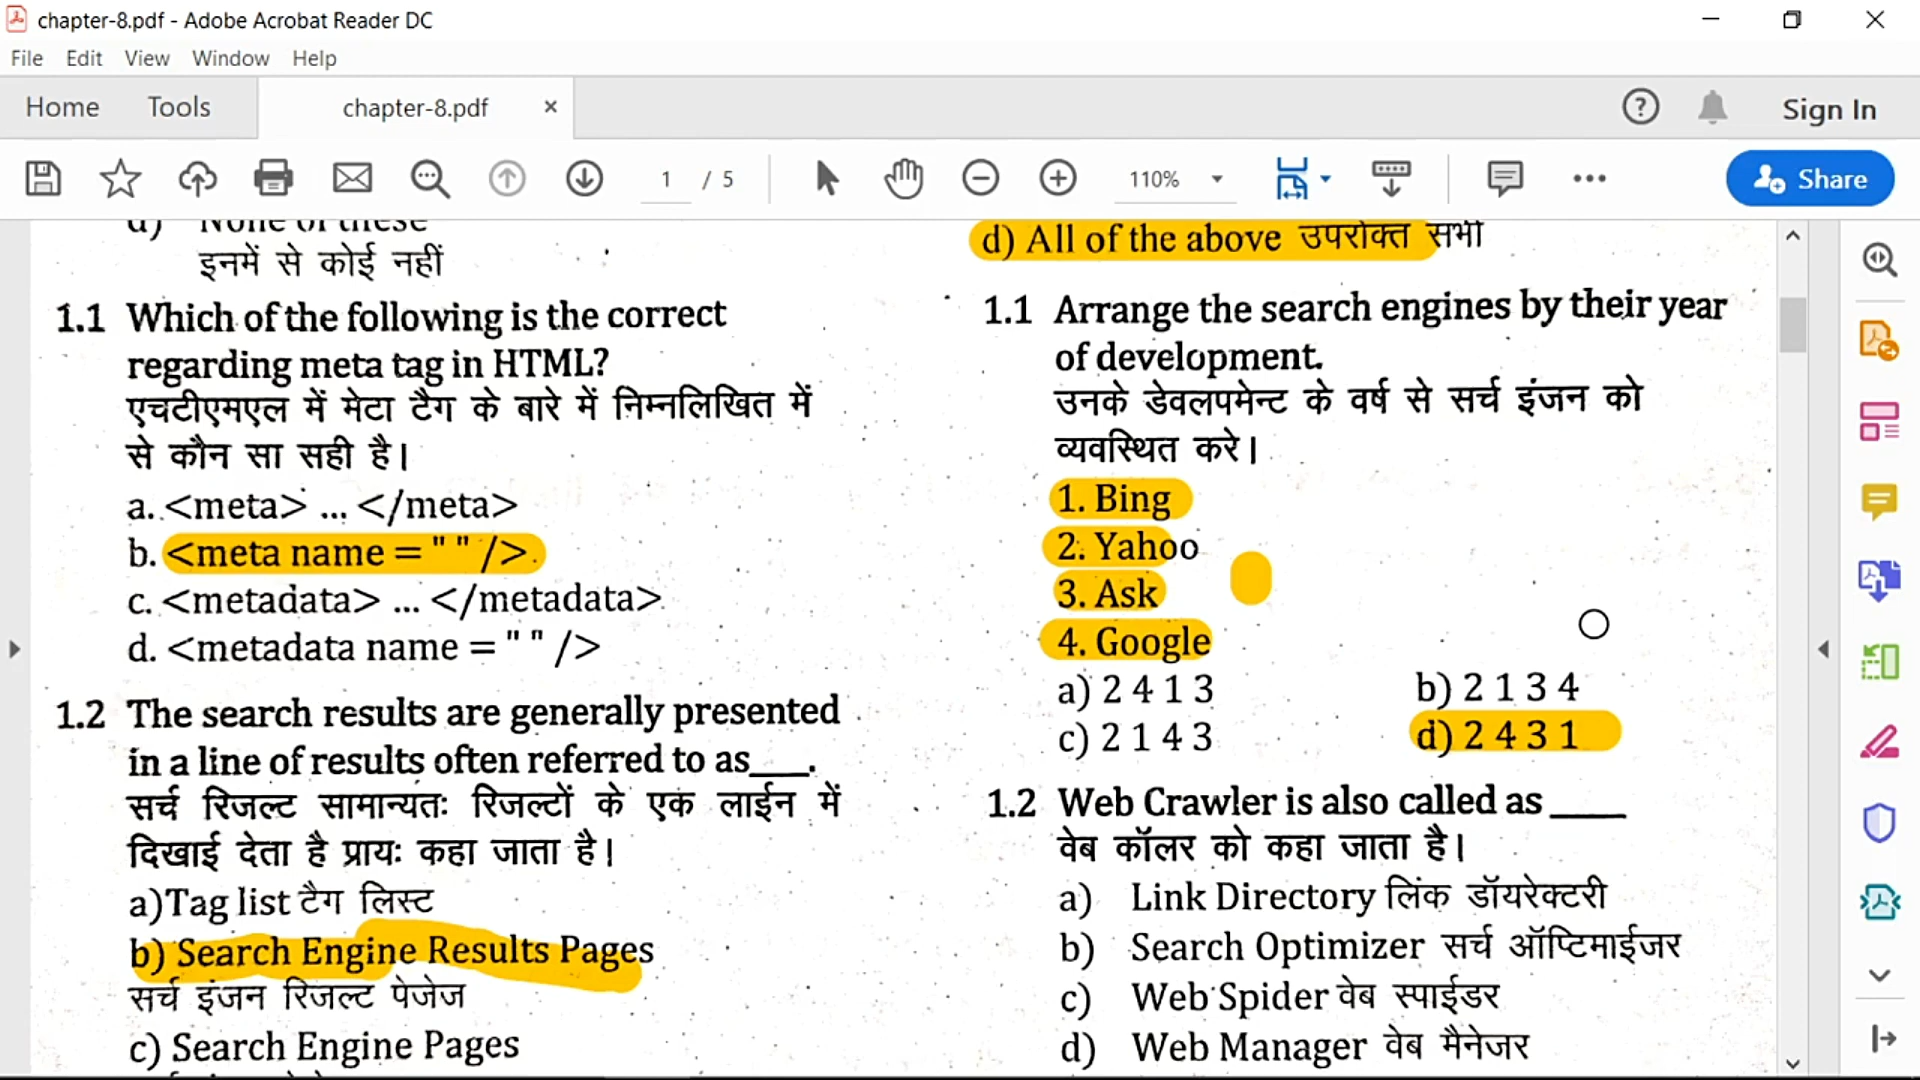 chapter-8.pdf - Adobe Acrobat Reader DC
File Edit View Window Help
Home Tools chapter-8.pdf × Sign In
1 / 5 110% Share
d) None of these
इनमें से कोई नहीं
1.1 Which of the following is the correct
regarding meta tag in HTML?
एचटीएमएल में मेटा टैग के बारे में निम्नलिखित में
से कौन सा सही है।
a. <meta> ... </meta>
b. <meta name = " " />.
c. <metadata> ... </metadata>
d. <metadata name = " " />
1.2 The search results are generally presented
in a line of results often referred to as____.
सर्च रिजल्ट सामान्यतः रिजल्टों के एक लाईन में
दिखाई देता है प्रायः कहा जाता है।
a)Tag list टैग लिस्ट
b) Search Engine Results Pages
सर्च इंजन रिजल्ट पेजेज
c) Search Engine Pages
d) All of the above उपरोक्त सभी
1.1 Arrange the search engines by their year
of development.
उनके डेवलपमेन्ट के वर्ष से सर्च इंजन को
व्यवस्थित करे।
1. Bing
2. Yahoo
3. Ask
4. Google
a) 2 4 1 3 b) 2 1 3 4
c) 2 1 4 3 d) 2 4 3 1
1.2 Web Crawler is also called as _____
वेब कॉलर को कहा जाता है।
a) Link Directory लिंक डॉयरेक्टरी
b) Search Optimizer सर्च ऑप्टिमाईजर
c) Web Spider वेब स्पाईडर
d) Web Manager वेब मैनेजर